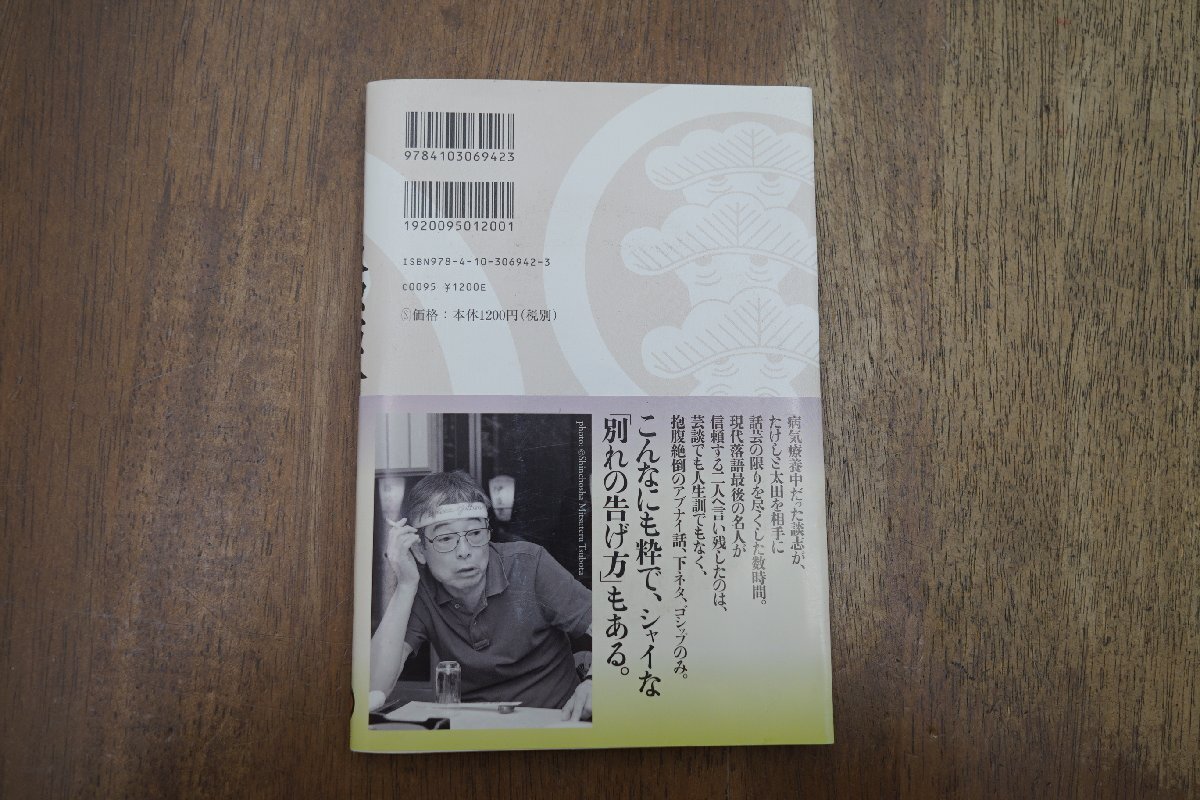 9784103069423
1920095012001
ISBN978-4-10-306942-3
C0095 ¥1200E
Ⓢ価格：本体1200円(税別)
病気療養中だった談志が、
たけしと太田を相手に
話芸の限りを尽くした数時間。
現代落語最後の名人が
信頼する二人へ言い残したのは、
芸談でも人生訓でもなく、
抱腹絶倒のアブナイ話、下ネタ、ゴシップのみ。
こんなにも粋で、シャイな
「別れの告げ方」もある。
photo: ©Shinchosha Mitsuteru Tsubota